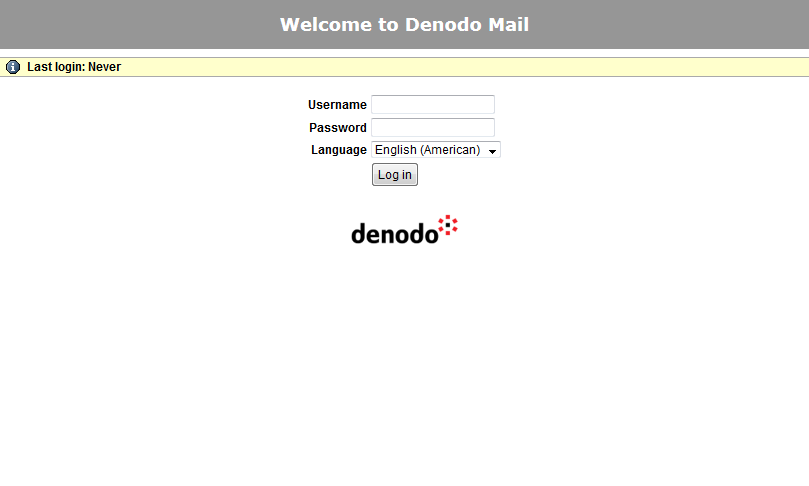 Welcome to Denodo Mail
Last login: Never
Username
Password
Language English (American)
Log in
denodo